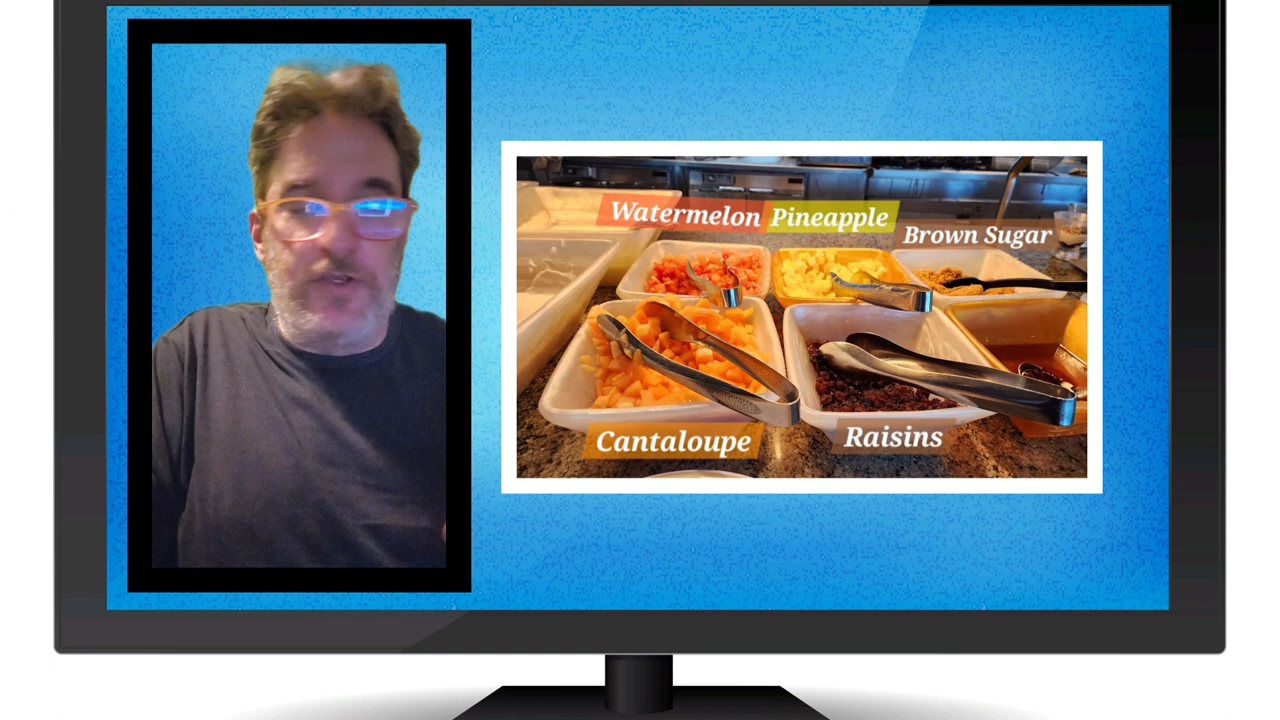 Watermelon
Pineapple
Brown Sugar
Cantaloupe
Raisins